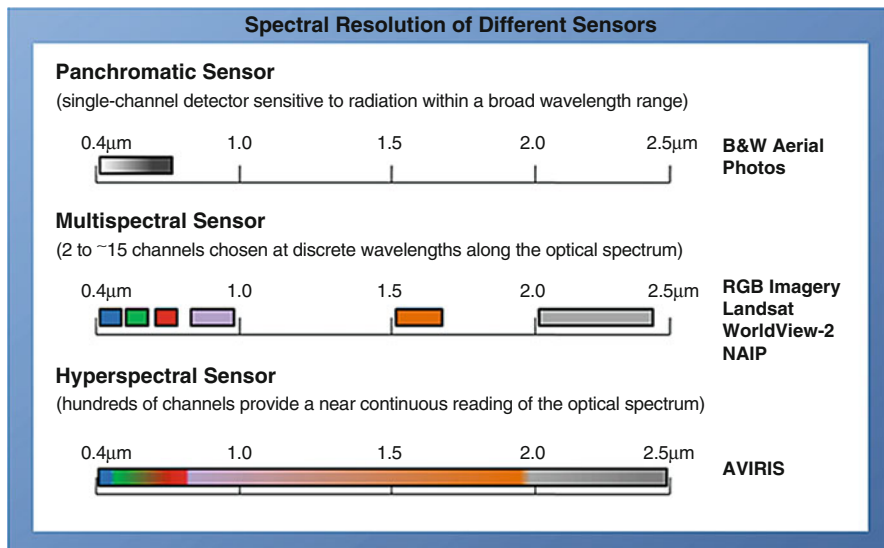 Spectral Resolution of Different Sensors
Panchromatic Sensor
(single-channel detector sensitive to radiation within a broad wavelength range)
0.4µm 1.0 1.5 2.0 2.5µm
B&W Aerial
Photos
Multispectral Sensor
(2 to ~15 channels chosen at discrete wavelengths along the optical spectrum)
0.4µm 1.0 1.5 2.0 2.5µm
RGB Imagery
Landsat
WorldView-2
NAIP
Hyperspectral Sensor
(hundreds of channels provide a near continuous reading of the optical spectrum)
0.4µm 1.0 1.5 2.0 2.5µm
AVIRIS